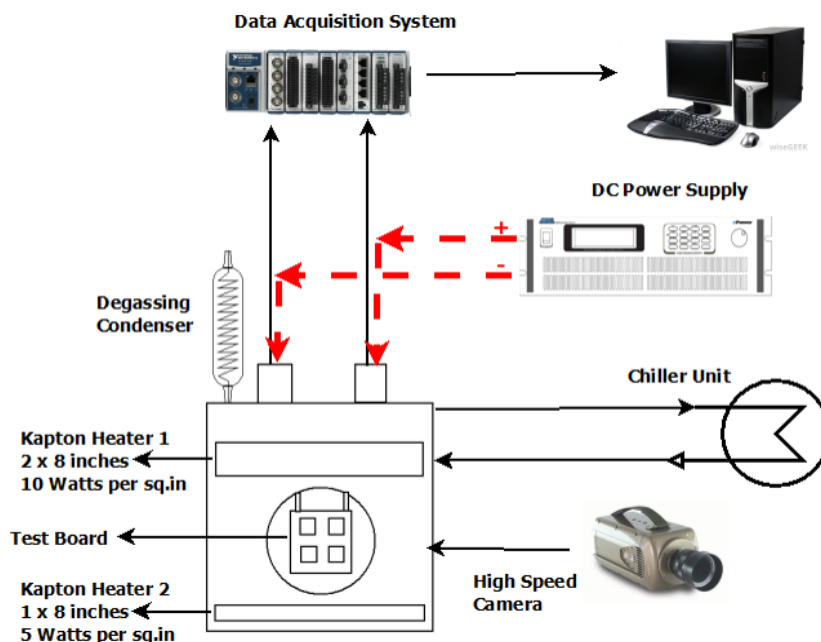 Data Acquisition System
wiseGEEK
DC Power Supply
+
-
Degassing
Condenser
Chiller Unit
Kapton Heater 1
2 x 8 inches
10 Watts per sq.in
Test Board
High Speed
Camera
Kapton Heater 2
1 x 8 inches
5 Watts per sq.in